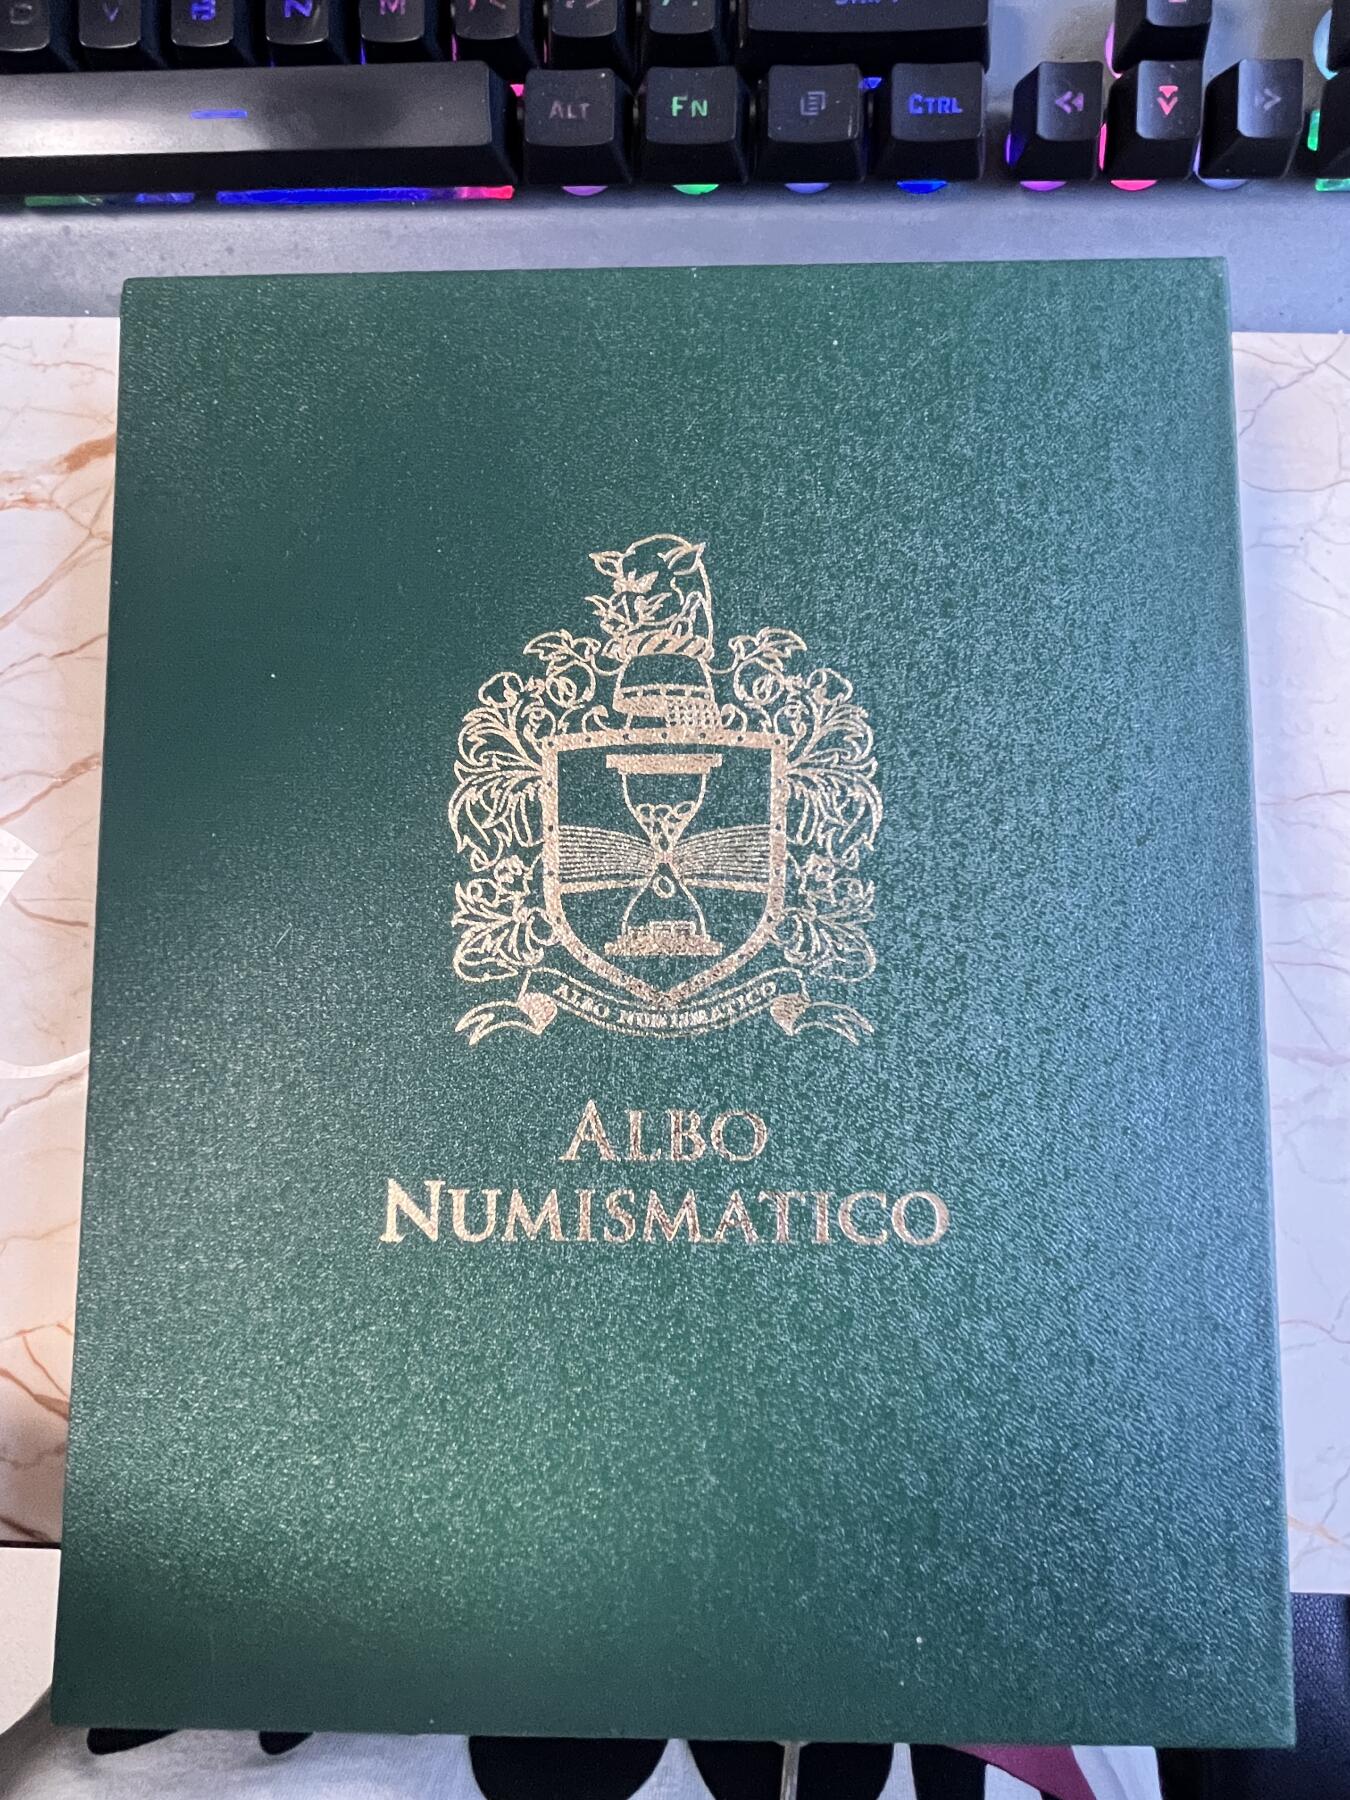 V
B
N
M
ALT
FN
CTRL
ALBO NUMISMATICO
ALBO
NUMISMATICO